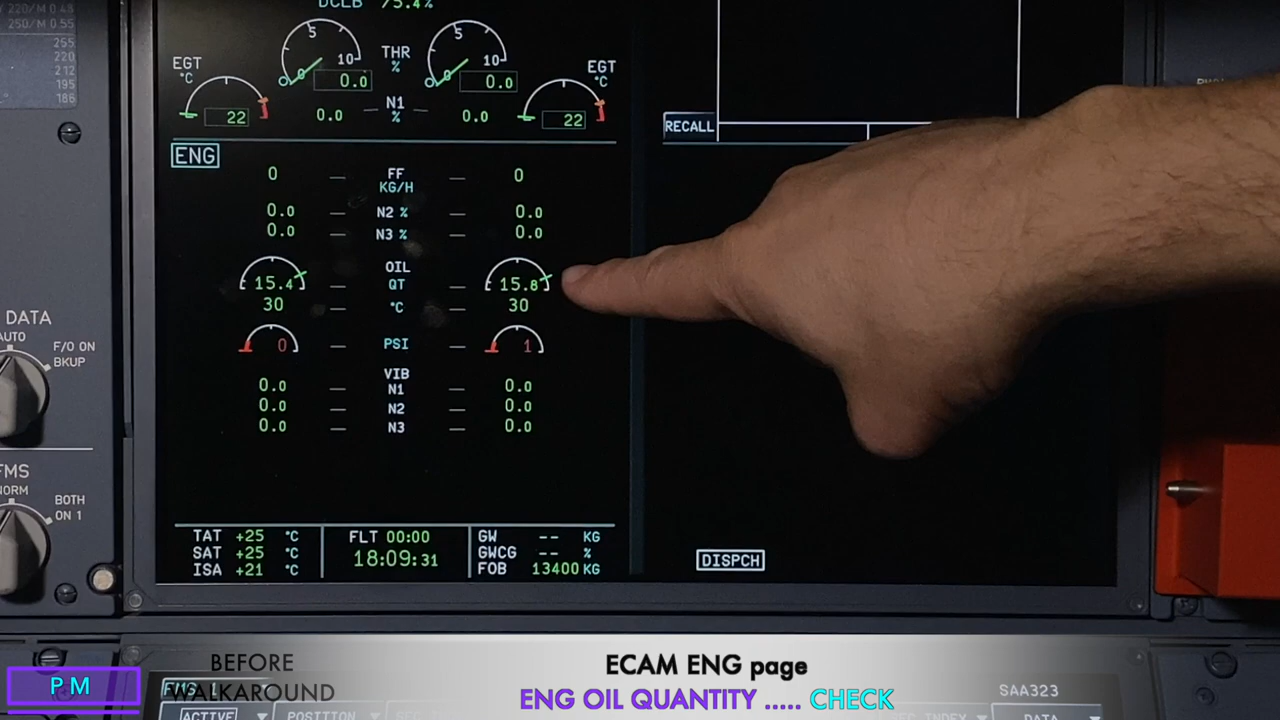 220/M 0.48
250/M 0.55
255
220
212
195
186
DCLB 75.4%
5 THR 5
10 % 10
0 0.0 0 0.0
EGT EGT
°C °C
N1
22 0.0 % 0.0 22
RECALL
ENG
0 FF 0
KG/H
0.0 N2 % 0.0
0.0 N3 % 0.0
OIL
15.4 QT 15.8
30 °C 30
0 PSI 1
VIB
0.0 N1 0.0
0.0 N2 0.0
0.0 N3 0.0
DATA
AUTO
F/O ON
BKUP
FMS
NORM
BOTH
ON 1
TAT +25 °C FLT 00:00 GW -- KG
SAT +25 °C 18:09:31 GWCG -- %
ISA +21 °C FOB 13400 KG
DISPCH
BEFORE
WALKAROUND
PM
ECAM ENG page
ENG OIL QUANTITY ..... CHECK
SAA323
ACTIVE POSITION SEC INDEX DATA